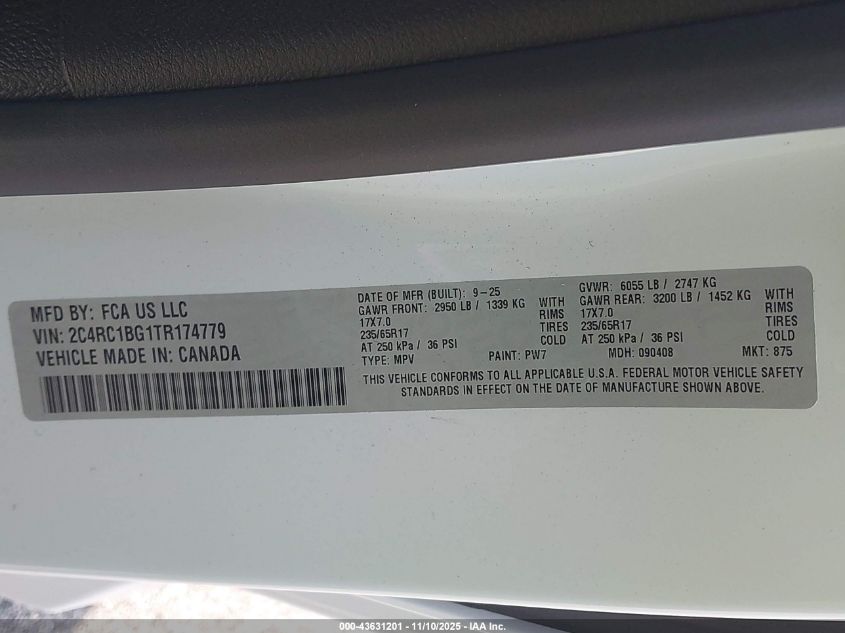 MFD BY: FCA US LLC
VIN: 2C4RC1BG1TR174779
VEHICLE MADE IN: CANADA
DATE OF MFR (BUILT): 9-25
GAWR FRONT: 2950 LB / 1339 KG WITH
17X7.0 RIMS
235/65R17 TIRES
AT 250 kPa / 36 PSI COLD
GVWR: 6055 LB / 2747 KG
GAWR REAR: 3200 LB / 1452 KG WITH
17X7.0 RIMS
235/65R17 TIRES
AT 250 kPa / 36 PSI COLD
TYPE: MPV PAINT: PW7 MDH: 090408 MKT: 875
THIS VEHICLE CONFORMS TO ALL APPLICABLE U.S.A. FEDERAL MOTOR VEHICLE SAFETY
STANDARDS IN EFFECT ON THE DATE OF MANUFACTURE SHOWN ABOVE.
000-43631201 - 11/10/2025 - IAA Inc.